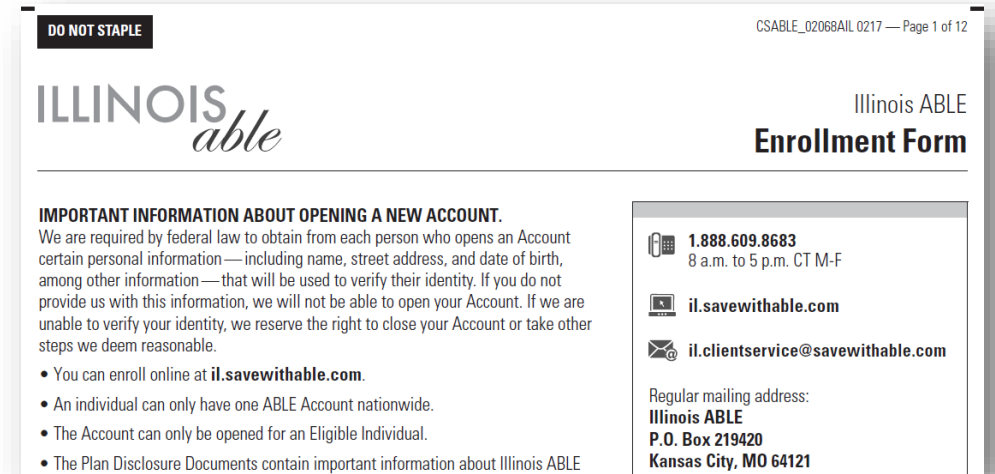 DO NOT STAPLE
CSABLE_02068AIL 0217 — Page 1 of 12
ILLINOIS
able
Illinois ABLE
Enrollment Form
IMPORTANT INFORMATION ABOUT OPENING A NEW ACCOUNT.
We are required by federal law to obtain from each person who opens an Account
certain personal information — including name, street address, and date of birth,
among other information — that will be used to verify their identity. If you do not
provide us with this information, we will not be able to open your Account. If we are
unable to verify your identity, we reserve the right to close your Account or take other
steps we deem reasonable.
• You can enroll online at il.savewithable.com.
• An individual can only have one ABLE Account nationwide.
• The Account can only be opened for an Eligible Individual.
• The Plan Disclosure Documents contain important information about Illinois ABLE
1.888.609.8683
8 a.m. to 5 p.m. CT M-F
il.savewithable.com
il.clientservice@savewithable.com
Regular mailing address:
Illinois ABLE
P.O. Box 219420
Kansas City, MO 64121